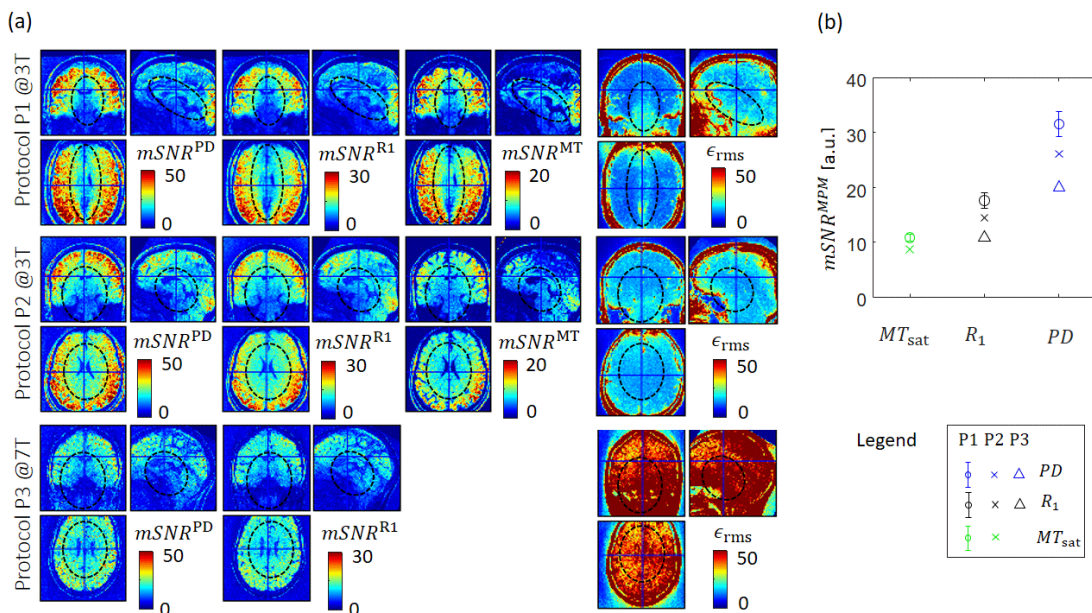 (a)
(b)
Protocol P1 @3T
mSNR^PD
50
0
mSNR^R1
30
0
mSNR^MT
20
0
ϵ_rms
50
0
Protocol P2 @3T
mSNR^PD
50
0
mSNR^R1
30
0
mSNR^MT
20
0
ϵ_rms
50
0
Protocol P3 @7T
mSNR^PD
50
0
mSNR^R1
30
0
ϵ_rms
50
0
mSNR^MPM [a.u.]
40
30
20
10
0
MT_sat R_1 PD
Legend
P1 P2 P3
PD
R_1
MT_sat